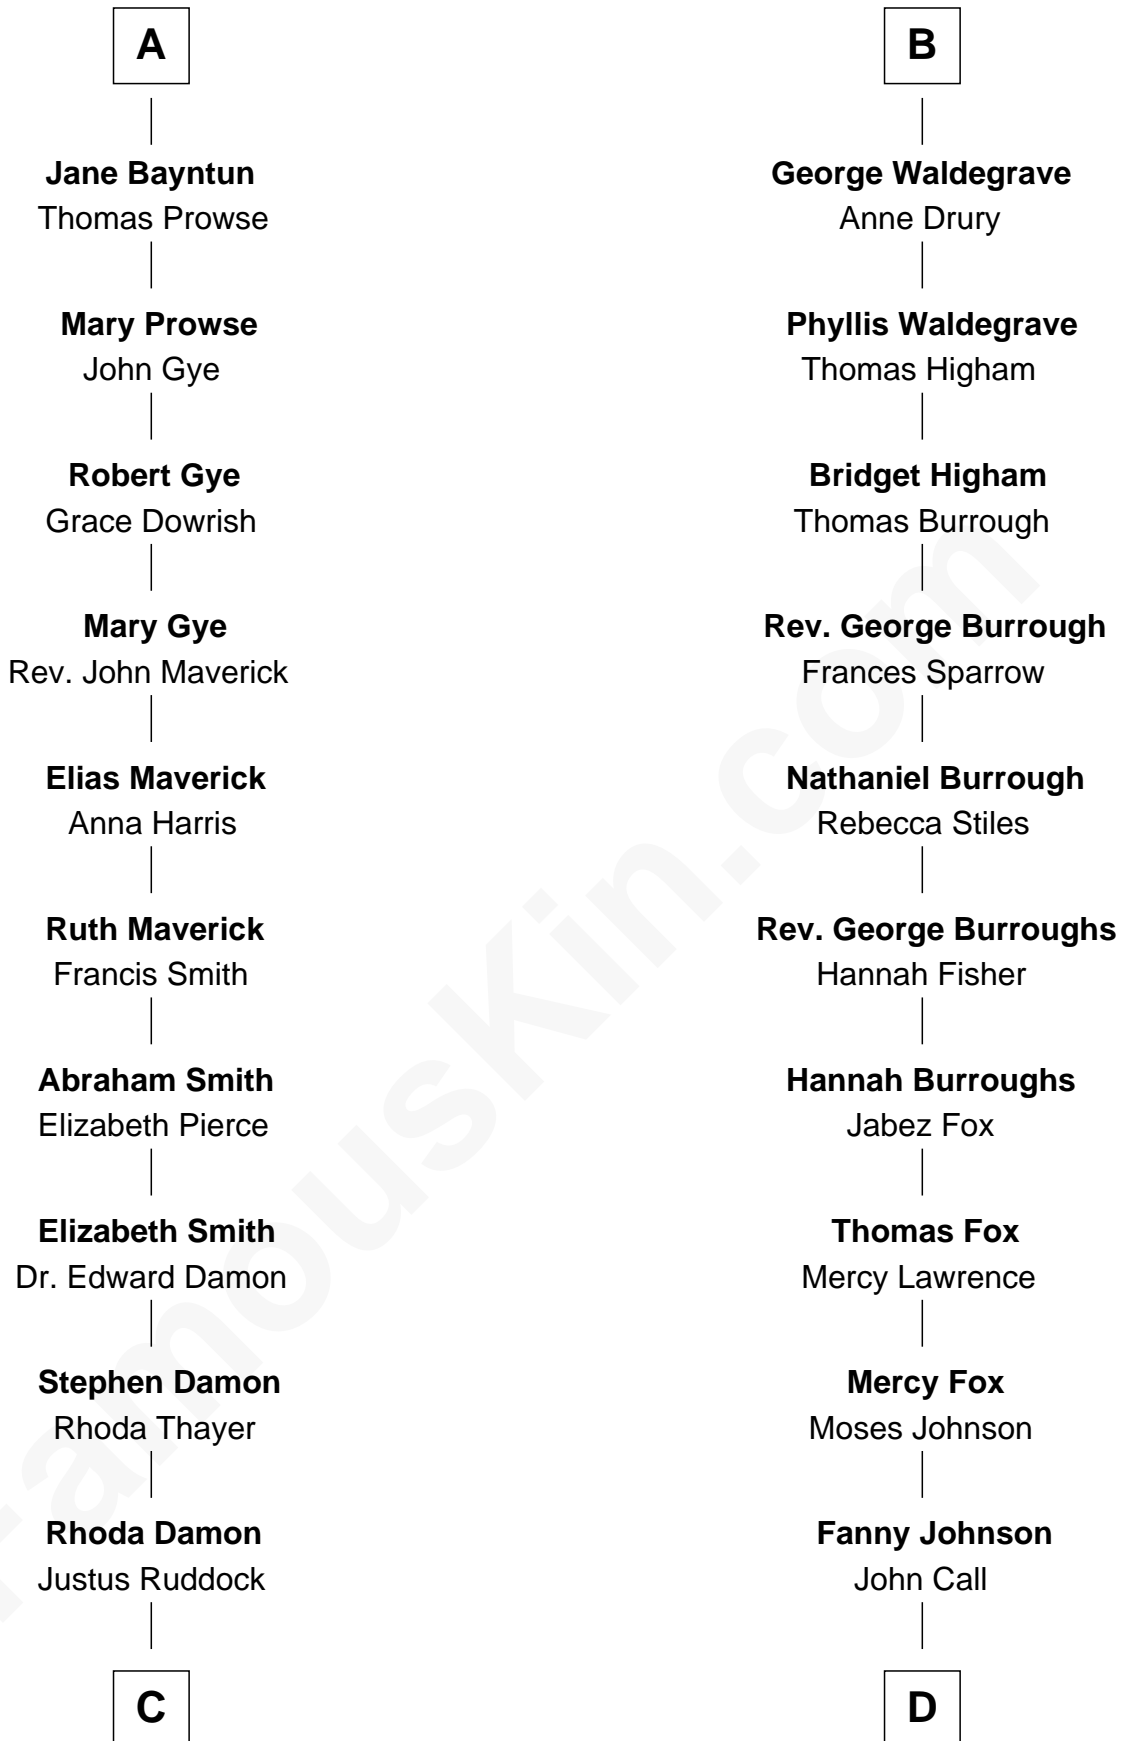 A
Jane Bayntun
Thomas Prowse
Mary Prowse
John Gye
Robert Gye
Grace Dowrish
Mary Gye
Rev. John Maverick
Elias Maverick
Anna Harris
Ruth Maverick
Francis Smith
Abraham Smith
Elizabeth Pierce
Elizabeth Smith
Dr. Edward Damon
Stephen Damon
Rhoda Thayer
Rhoda Damon
Justus Ruddock
C
B
George Waldegrave
Anne Drury
Phyllis Waldegrave
Thomas Higham
Bridget Higham
Thomas Burrough
Rev. George Burrough
Frances Sparrow
Nathaniel Burrough
Rebecca Stiles
Rev. George Burroughs
Hannah Fisher
Hannah Burroughs
Jabez Fox
Thomas Fox
Mercy Lawrence
Mercy Fox
Moses Johnson
Fanny Johnson
John Call
D
FamousKin.com